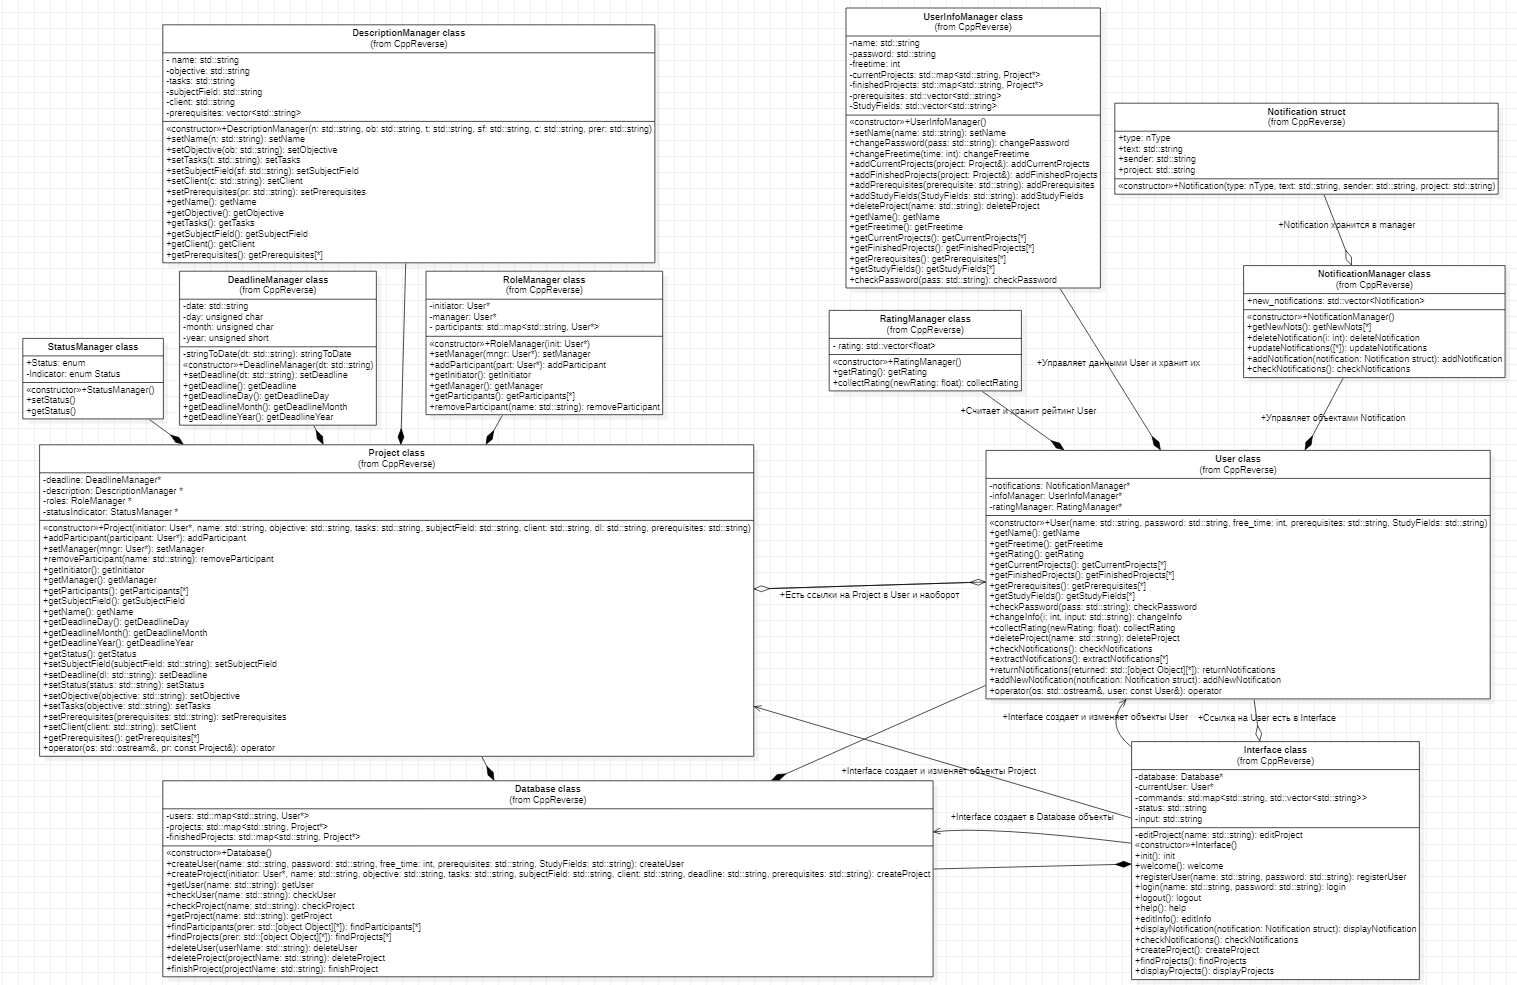 DescriptionManager class
(from CppReverse)
- name: std::string
-objective: std::string
-tasks: std::string
-subjectField: std::string
-client: std::string
-prerequisites: vector<std::string>
«constructor»+DescriptionManager(n: std::string, ob: std::string, t: std::string, sf: std::string, c: std::string, prer: std::string)
+setName(n: std::string): setName
+setObjective(ob: std::string): setObjective
+setTasks(t: std::string): setTasks
+setSubjectField(sf: std::string): setSubjectField
+setClient(c: std::string): setClient
+setPrerequisites(pr: std::string): setPrerequisites
+getName(): getName
+getObjective(): getObjective
+getTasks(): getTasks
+getSubjectField(): getSubjectField
+getClient(): getClient
+getPrerequisites(): getPrerequisites[*]
UserInfoManager class
(from CppReverse)
-name: std::string
-password: std::string
-freetime: int
-currentProjects: std::map<std::string, Project*>
-finishedProjects: std::map<std::string, Project*>
-prerequisites: std::vector<std::string>
-StudyFields: std::vector<std::string>
«constructor»+UserInfoManager()
+setName(name: std::string): setName
+changePassword(pass: std::string): changePassword
+changeFreetime(time: int): changeFreetime
+addCurrentProjects(project: Project&): addCurrentProjects
+addFinishedProjects(project: Project&): addFinishedProjects
+addPrerequisites(prerequisite: std::string): addPrerequisites
+addStudyFields(StudyFields: std::string): addStudyFields
+deleteProject(name: std::string): deleteProject
+getName(): getName
+getFreetime(): getFreetime
+getCurrentProjects(): getCurrentProjects[*]
+getFinishedProjects(): getFinishedProjects[*]
+getPrerequisites(): getPrerequisites[*]
+getStudyFields(): getStudyFields[*]
+checkPassword(pass: std::string): checkPassword
Notification struct
(from CppReverse)
+type: nType
+text: std::string
+sender: std::string
+project: std::string
«constructor»+Notification(type: nType, text: std::string, sender: std::string, project: std::string)
+Notification хранится в manager
NotificationManager class
(from CppReverse)
+new_notifications: std::vector<Notification>
«constructor»+NotificationManager()
+getNewNots(): getNewNots[*]
+deleteNotification(i: int): deleteNotification
+updateNotifications([*]): updateNotifications
+addNotification(notification: Notification struct): addNotification
+checkNotifications(): checkNotifications
StatusManager class
(from CppReverse)
+Status: enum
-Indicator: enum Status
«constructor»+StatusManager()
+setStatus()
+getStatus()
DeadlineManager class
(from CppReverse)
-date: std::string
-day: unsigned char
-month: unsigned char
-year: unsigned short
-stringToDate(dt: std::string): stringToDate
«constructor»+DeadlineManager(dt: std::string)
+setDeadline(dt: std::string): setDeadline
+getDeadline(): getDeadline
+getDeadlineDay(): getDeadlineDay
+getDeadlineMonth(): getDeadlineMonth
+getDeadlineYear(): getDeadlineYear
RoleManager class
(from CppReverse)
-initiator: User*
-manager: User*
- participants: std::map<std::string, User*>
«constructor»+RoleManager(init: User*)
+setManager(mngr: User*): setManager
+addParticipant(part: User*): addParticipant
+getInitiator(): getInitiator
+getManager(): getManager
+getParticipants(): getParticipants[*]
+removeParticipant(name: std::string): removeParticipant
RatingManager class
(from CppReverse)
- rating: std::vector<float>
«constructor»+RatingManager()
+getRating(): getRating
+collectRating(newRating: float): collectRating
+Управляет данными User и хранит их
+Считает и хранит рейтинг User
+Управляет объектами Notification
Project class
(from CppReverse)
-deadline: DeadlineManager*
-description: DescriptionManager *
-roles: RoleManager *
-statusIndicator: StatusManager *
«constructor»+Project(initiator: User*, name: std::string, objective: std::string, tasks: std::string, subjectField: std::string, client: std::string, dl: std::string, prerequisites: std::string)
+addParticipant(participant: User*): addParticipant
+setManager(mngr: User*): setManager
+removeParticipant(name: std::string): removeParticipant
+getInitiator(): getInitiator
+getManager(): getManager
+getParticipants(): getParticipants[*]
+getSubjectField(): getSubjectField
+getName(): getName
+getDeadlineDay(): getDeadlineDay
+getDeadlineMonth(): getDeadlineMonth
+getDeadlineYear(): getDeadlineYear
+getStatus(): getStatus
+setSubjectField(subjectField: std::string): setSubjectField
+setDeadline(dl: std::string): setDeadline
+setStatus(status: std::string): setStatus
+setObjective(objective: std::string): setObjective
+setTasks(objective: std::string): setTasks
+setPrerequisites(prerequisites: std::string): setPrerequisites
+setClient(client: std::string): setClient
+getPrerequisites(): getPrerequisites[*]
+operator(os: std::ostream&, pr: const Project&): operator
+Есть ссылки на Project в User и наоборот
User class
(from CppReverse)
-notifications: NotificationManager*
-infoManager: UserInfoManager*
-ratingManager: RatingManager*
«constructor»+User(name: std::string, password: std::string, free_time: int, prerequisites: std::string, StudyFields: std::string)
+getName(): getName
+getFreetime(): getFreetime
+getRating(): getRating
+getCurrentProjects(): getCurrentProjects[*]
+getFinishedProjects(): getFinishedProjects[*]
+getPrerequisites(): getPrerequisites[*]
+getStudyFields(): getStudyFields[*]
+checkPassword(pass: std::string): checkPassword
+changeInfo(i: int, input: std::string): changeInfo
+collectRating(newRating: float): collectRating
+deleteProject(name: std::string): deleteProject
+checkNotifications(): checkNotifications
+extractNotifications(): extractNotifications[*]
+returnNotifications(returned: std::[object Object][*]): returnNotifications
+addNewNotification(notification: Notification struct): addNewNotification
+operator(os: std::ostream&, user: const User&): operator
+Interface создает и изменяет объекты User
+Ссылка на User есть в Interface
+Interface создает и изменяет объекты Project
+Interface создает в Database объекты
Database class
(from CppReverse)
-users: std::map<std::string, User*>
-projects: std::map<std::string, Project*>
-finishedProjects: std::map<std::string, Project*>
«constructor»+Database()
+createUser(name: std::string, password: std::string, free_time: int, prerequisites: std::string, StudyFields: std::string): createUser
+createProject(initiator: User*, name: std::string, objective: std::string, tasks: std::string, subjectField: std::string, client: std::string, deadline: std::string, prerequisites: std::string): createProject
+getUser(name: std::string): getUser
+checkUser(name: std::string): checkUser
+checkProject(name: std::string): checkProject
+getProject(name: std::string): getProject
+findParticipants(prer: std::[object Object][*]): findParticipants[*]
+findProjects(prer: std::[object Object][*]): findProjects[*]
+deleteUser(userName: std::string): deleteUser
+deleteProject(projectName: std::string): deleteProject
+finishProject(projectName: std::string): finishProject
Interface class
(from CppReverse)
-database: Database*
-currentUser: User*
-commands: std:map<std::string, std::vector<std::string>>
-status: std::string
-input: std::string
-editProject(name: std::string): editProject
«constructor»+Interface()
+init(): init
+welcome(): welcome
+registerUser(name: std::string, password: std::string): registerUser
+login(name: std::string, password: std::string): login
+logout(): logout
+help(): help
+editInfo(): editInfo
+displayNotification(notification: Notification struct): displayNotification
+checkNotifications(): checkNotifications
+createProject(): createProject
+findProjects(): findProjects
+displayProjects(): displayProjects